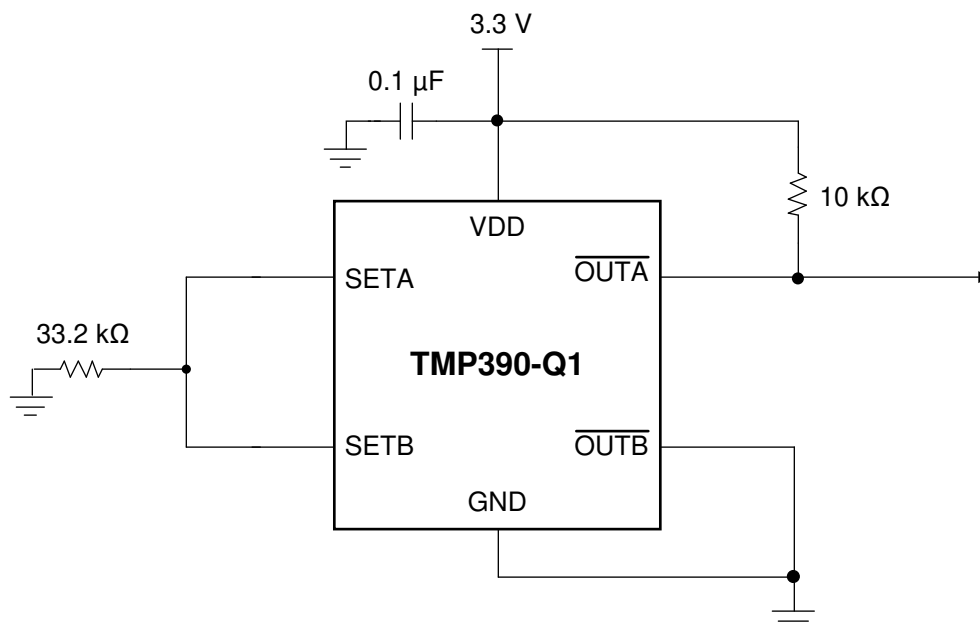 3.3 V
0.1 µF
10 kΩ
VDD
SETA
OUTA
33.2 kΩ
TMP390-Q1
SETB
OUTB
GND